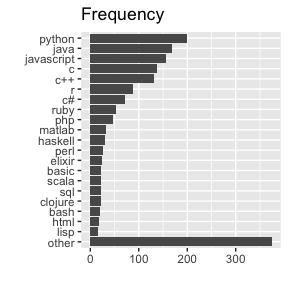 Frequency
python
java
javascript
c
c++
r
c#
ruby
php
matlab
haskell
perl
elixir
basic
scala
sql
clojure
bash
html
lisp
other
0 100 200 300